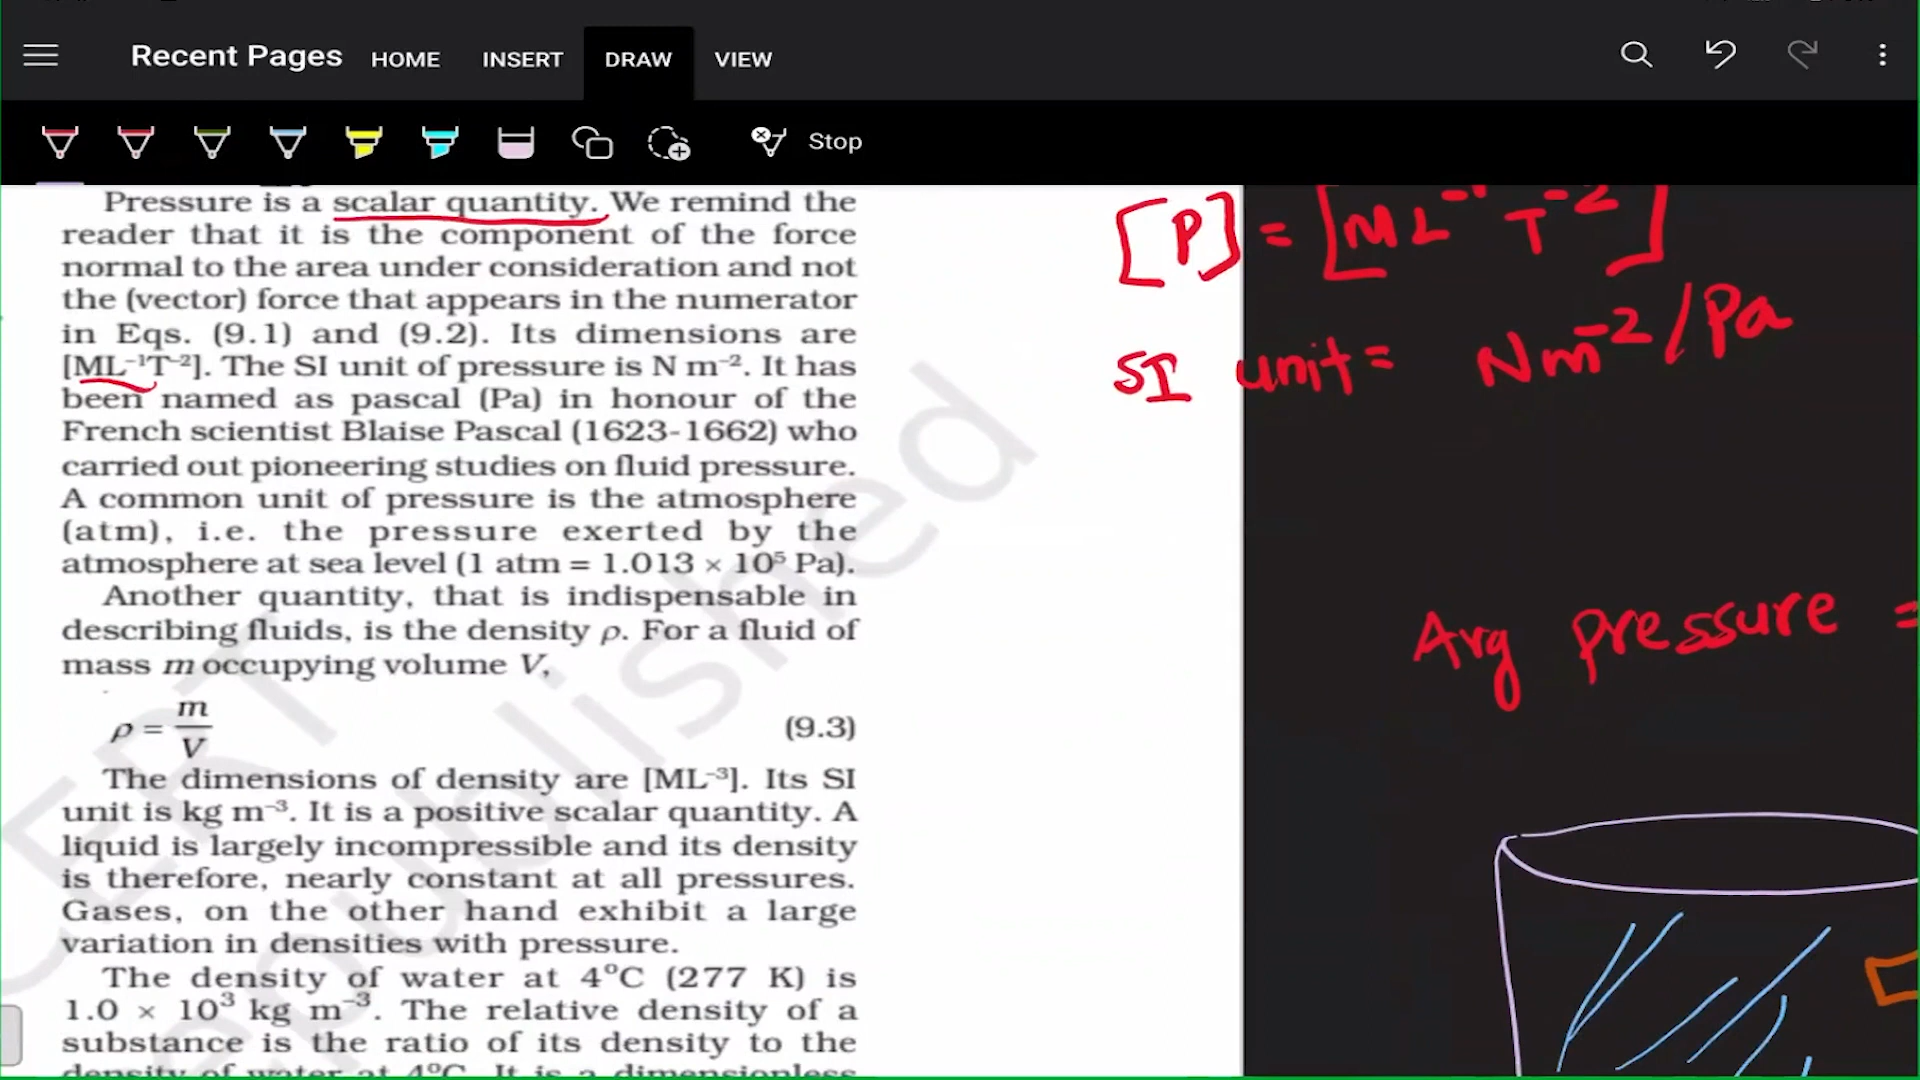 Recent Pages HOME INSERT DRAW VIEW
Stop
Pressure is a scalar quantity. We remind the
reader that it is the component of the force
normal to the area under consideration and not
the (vector) force that appears in the numerator
in Eqs. (9.1) and (9.2). Its dimensions are
[ML⁻¹T⁻²]. The SI unit of pressure is N m⁻². It has
been named as pascal (Pa) in honour of the
French scientist Blaise Pascal (1623-1662) who
carried out pioneering studies on fluid pressure.
A common unit of pressure is the atmosphere
(atm), i.e. the pressure exerted by the
atmosphere at sea level (1 atm = 1.013 × 10⁵ Pa).
Another quantity, that is indispensable in
describing fluids, is the density ρ. For a fluid of
mass m occupying volume V,
ρ = m/V (9.3)
The dimensions of density are [ML⁻³]. Its SI
unit is kg m⁻³. It is a positive scalar quantity. A
liquid is largely incompressible and its density
is therefore, nearly constant at all pressures.
Gases, on the other hand exhibit a large
variation in densities with pressure.
The density of water at 4°C (277 K) is
1.0 × 10³ kg m⁻³. The relative density of a
substance is the ratio of its density to the
density of water at 4°C. It is a dimensionless
[P] = [ML⁻¹T⁻²]
SI unit = Nm⁻²/Pa
Avg pressure =